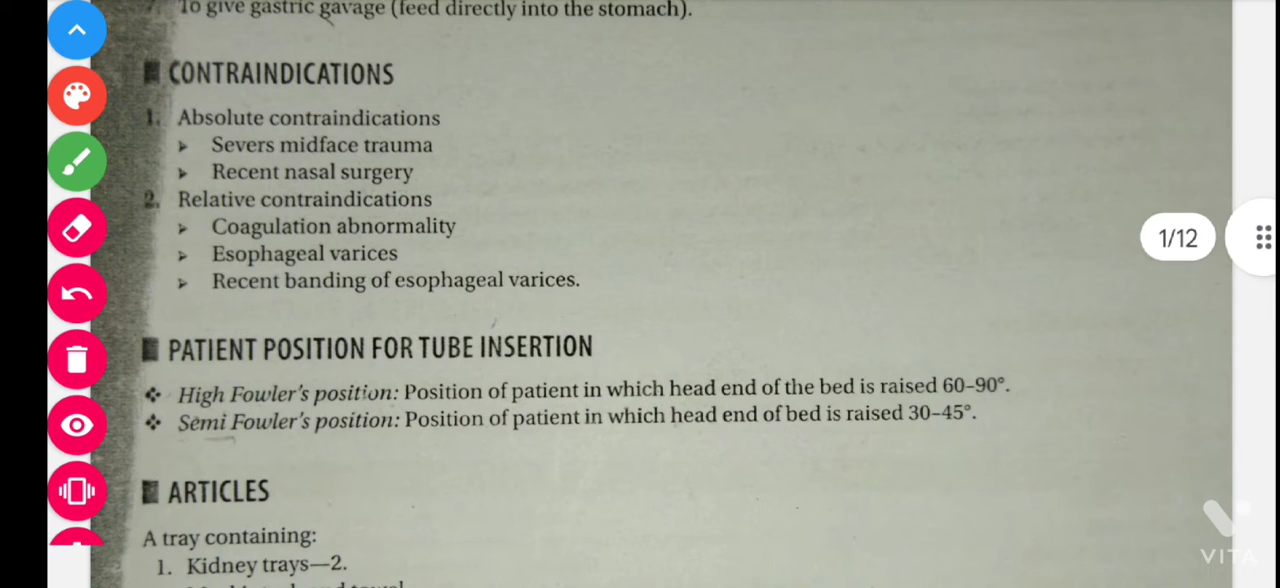 7. To give gastric gavage (feed directly into the stomach).
CONTRAINDICATIONS
1. Absolute contraindications
➢ Severs midface trauma
➢ Recent nasal surgery
2. Relative contraindications
➢ Coagulation abnormality
➢ Esophageal varices
➢ Recent banding of esophageal varices.
1/12
PATIENT POSITION FOR TUBE INSERTION
❖ High Fowler's position: Position of patient in which head end of the bed is raised 60–90°.
❖ Semi Fowler's position: Position of patient in which head end of bed is raised 30–45°.
ARTICLES
A tray containing:
1. Kidney trays—2.
VITA